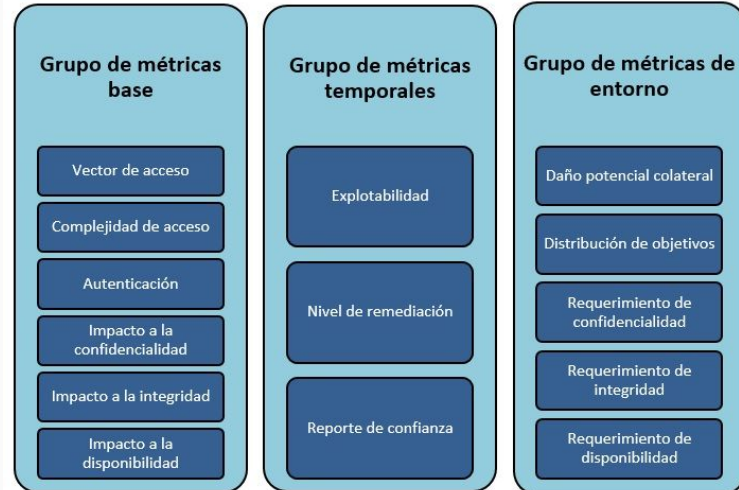 Grupo de métricas
base
Vector de acceso
Complejidad de acceso
Autenticación
Impacto a la
confidencialidad
Impacto a la integridad
Impacto a la
disponibilidad
Grupo de métricas
temporales
Explotabilidad
Nivel de remediación
Reporte de confianza
Grupo de métricas de
entorno
Daño potencial colateral
Distribución de objetivos
Requerimiento de
confidencialidad
Requerimiento de
integridad
Requerimiento de
disponibilidad